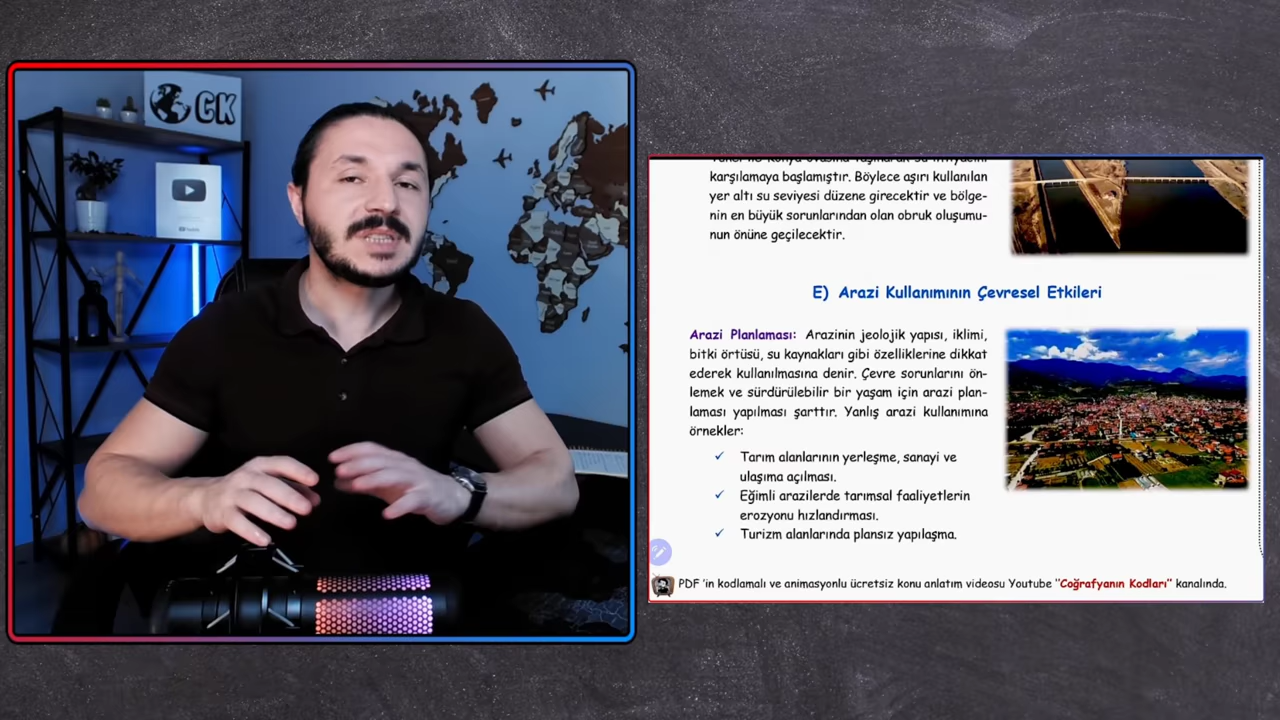 CK
karşılamaya başlamıştır. Böylece aşırı kullanılan
yer altı su seviyesi düzene girecektir ve bölge-
nin en büyük sorunlarından olan obruk oluşumu-
nun önüne geçilecektir.
E) Arazi Kullanımının Çevresel Etkileri
Arazi Planlaması: Arazinin jeolojik yapısı, iklimi,
bitki örtüsü, su kaynakları gibi özelliklerine dikkat
ederek kullanılmasına denir. Çevre sorunlarını ön-
lemek ve sürdürülebilir bir yaşam için arazi plan-
laması yapılması şarttır. Yanlış arazi kullanımına
örnekler:
✓ Tarım alanlarının yerleşme, sanayi ve
ulaşıma açılması.
✓ Eğimli arazilerde tarımsal faaliyetlerin
erozyonu hızlandırması.
✓ Turizm alanlarında plansız yapılaşma.
PDF 'in kodlamalı ve animasyonlu ücretsiz konu anlatım videosu Youtube "Coğrafyanın Kodları" kanalında.